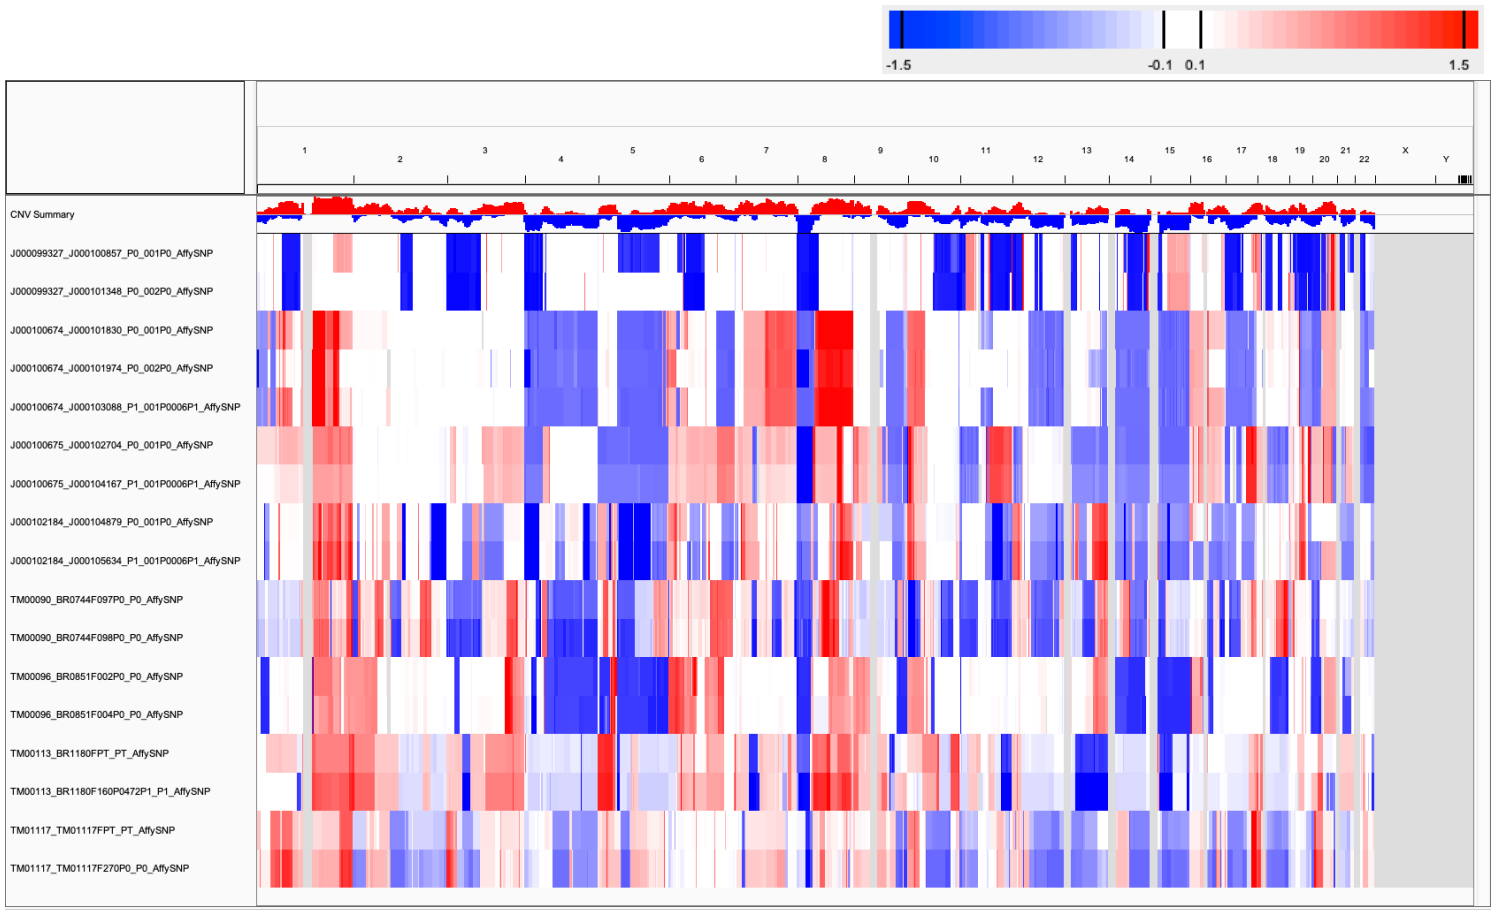 -1.5 -0.1 0.1 1.5
1 2 3 4 5 6 7 8 9 10 11 12 13 14 15 16 17 18 19 20 21 22 X Y
CNV Summary
J000099327_J000100857_P0_001P0_AffySNP
J000099327_J000101348_P0_002P0_AffySNP
J000100674_J000101830_P0_001P0_AffySNP
J000100674_J000101974_P0_002P0_AffySNP
J000100674_J000103088_P1_001P0006P1_AffySNP
J000100675_J000102704_P0_001P0_AffySNP
J000100675_J000104167_P1_001P0006P1_AffySNP
J000102184_J000104879_P0_001P0_AffySNP
J000102184_J000105634_P1_001P0006P1_AffySNP
TM00090_BR0744F097P0_P0_AffySNP
TM00090_BR0744F098P0_P0_AffySNP
TM00096_BR0851F002P0_P0_AffySNP
TM00096_BR0851F004P0_P0_AffySNP
TM00113_BR1180FPT_PT_AffySNP
TM00113_BR1180F160P0472P1_P1_AffySNP
TM01117_TM01117FPT_PT_AffySNP
TM01117_TM01117F270P0_P0_AffySNP